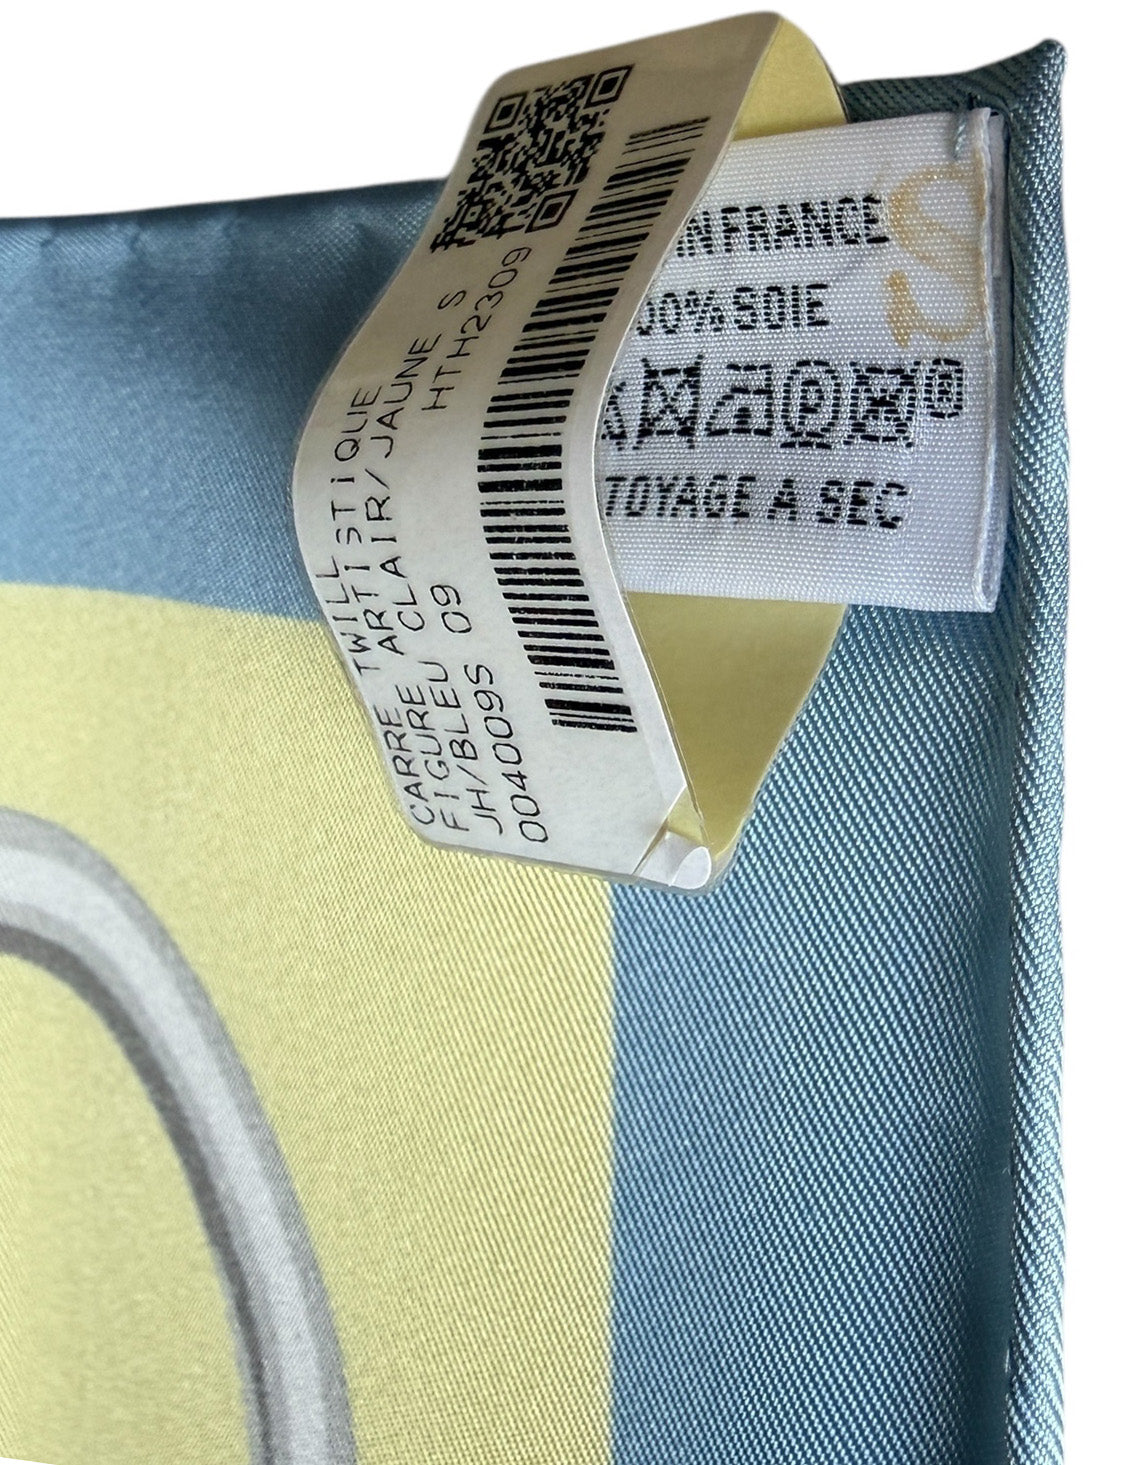 CARRE TWILL
FIGURE ARTISTIQUE
JH/BLEU CLAIR/JAUNE S
004009S 09 HTH2309
IN FRANCE
00% SOIE
TOYAGE A SEC